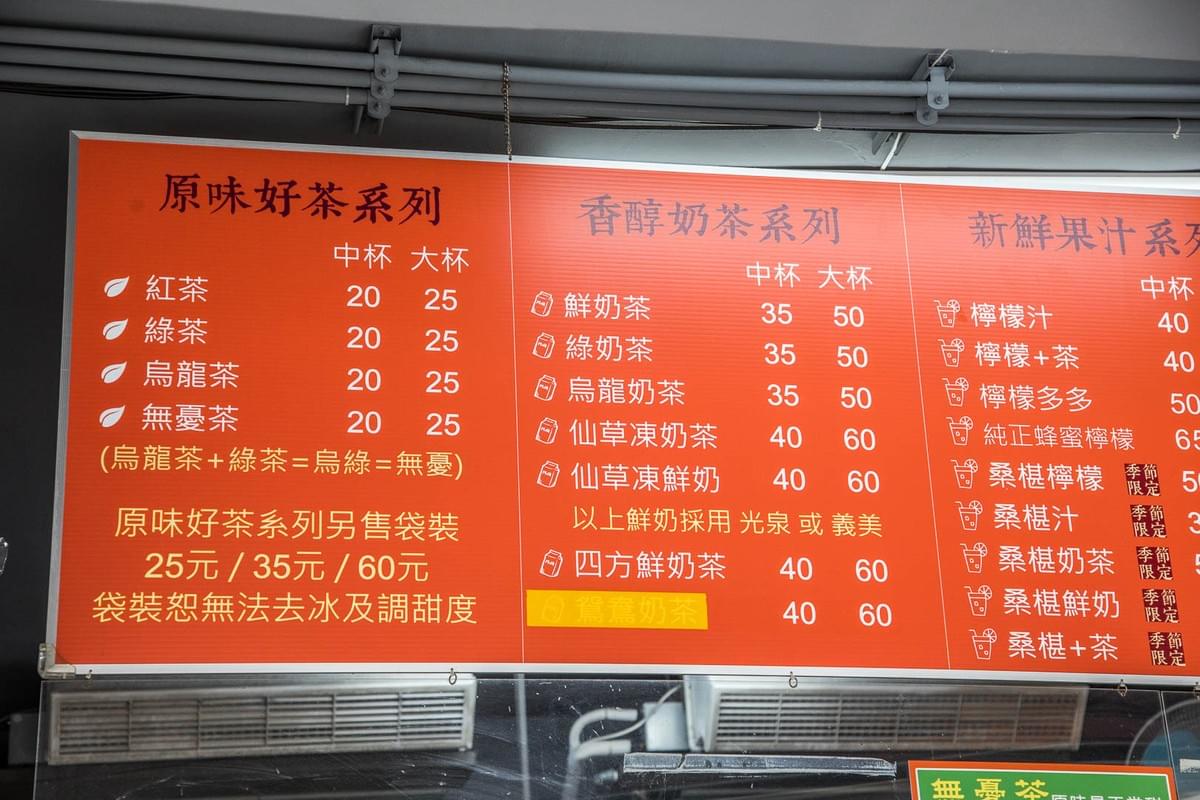 原味好茶系列
中杯 大杯
紅茶 20 25
綠茶 20 25
烏龍茶 20 25
無憂茶 20 25
(烏龍茶+綠茶=烏綠=無憂)
原味好茶系列另售袋裝
25元 / 35元 / 60元
袋裝恕無法去冰及調甜度
香醇奶茶系列
中杯 大杯
鮮奶茶 35 50
綠奶茶 35 50
烏龍奶茶 35 50
仙草凍奶茶 40 60
仙草凍鮮奶 40 60
以上鮮奶採用 光泉 或 義美
四方鮮奶茶 40 60
鴛鴦奶茶 40 60
新鮮果汁系列
中杯
檸檬汁 40
檸檬+茶 40
檸檬多多 50
純正蜂蜜檸檬 65
桑椹檸檬 季節限定
桑椹汁 季節限定
桑椹奶茶 季節限定
桑椹鮮奶 季節限定
桑椹+茶 季節限定
無憂茶